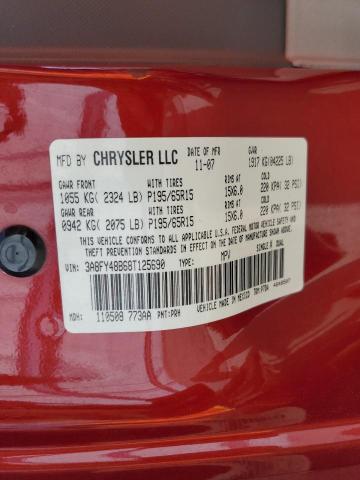 MFD BY CHRYSLER LLC DATE OF MFR 11-07 GVWR 1917 KG(04225 LB)
GAWR FRONT WITH TIRES RIMS AT COLD
1055 KG( 2324 LB) P195/65R15 15X6.0 220 KPA( 32 PSI)
GAWR REAR WITH TIRES RIMS AT COLD
0942 KG( 2075 LB) P195/65R15 15X6.0 220 KPA( 32 PSI)
THIS VEHICLE CONFORMS TO ALL APPLICABLE U.S.A. FEDERAL MOTOR VEHICLE SAFETY AND
THEFT PREVENTION STANDARDS IN EFFECT ON THE DATE OF MANUFACTURE SHOWN ABOVE.
VIN: 3A8FY48B68T125690 TYPE: MPV SINGLE X DUAL
MDH: 110509 773AA PNT:PRH VEHICLE MADE IN MEXICO